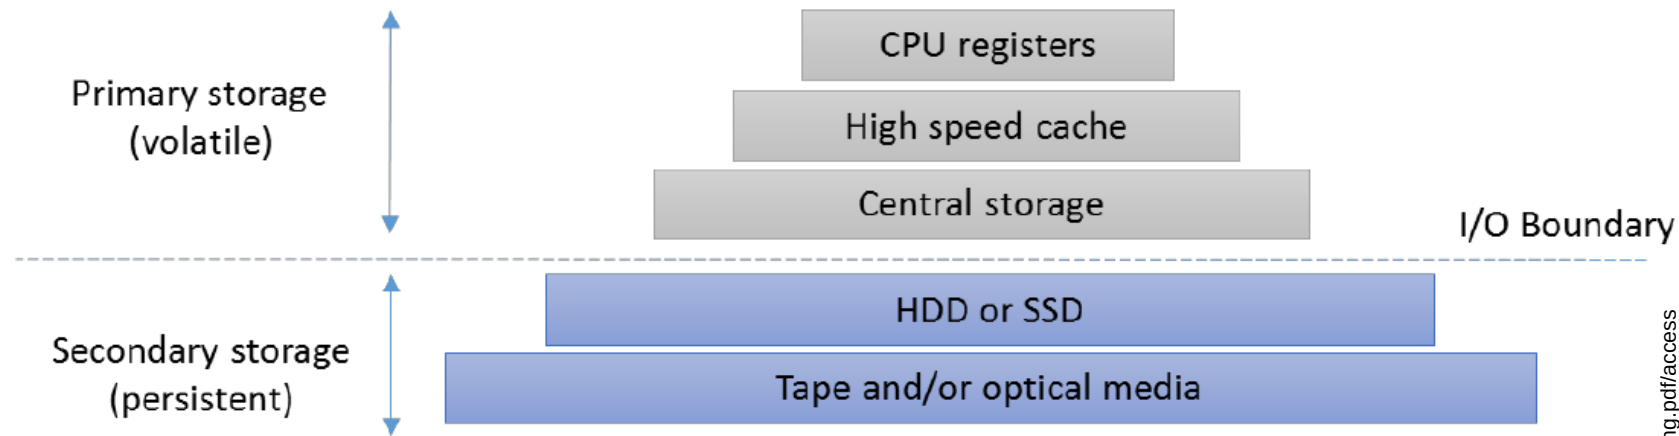 CPU registers
Primary storage
(volatile)
High speed cache
Central storage
I/O Boundary
HDD or SSD
Secondary storage
(persistent)
Tape and/or optical media
.pdf/access